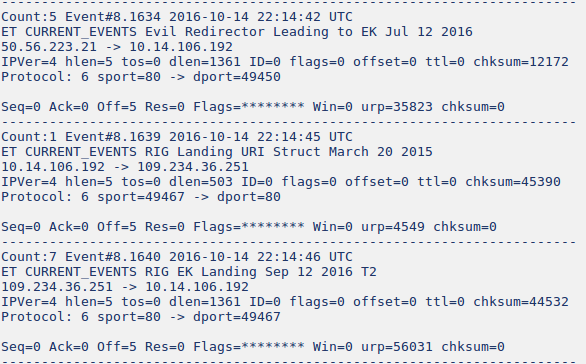 ------------------------------------------------------------------------
Count:5 Event#8.1634 2016-10-14 22:14:42 UTC
ET CURRENT_EVENTS Evil Redirector Leading to EK Jul 12 2016
50.56.223.21 -> 10.14.106.192
IPVer=4 hlen=5 tos=0 dlen=1361 ID=0 flags=0 offset=0 ttl=0 chksum=12172
Protocol: 6 sport=80 -> dport=49450
Seq=0 Ack=0 Off=5 Res=0 Flags=******** Win=0 urp=35823 chksum=0
------------------------------------------------------------------------
Count:1 Event#8.1639 2016-10-14 22:14:45 UTC
ET CURRENT_EVENTS RIG Landing URI Struct March 20 2015
10.14.106.192 -> 109.234.36.251
IPVer=4 hlen=5 tos=0 dlen=503 ID=0 flags=0 offset=0 ttl=0 chksum=45390
Protocol: 6 sport=49467 -> dport=80
Seq=0 Ack=0 Off=5 Res=0 Flags=******** Win=0 urp=4549 chksum=0
------------------------------------------------------------------------
Count:7 Event#8.1640 2016-10-14 22:14:46 UTC
ET CURRENT_EVENTS RIG EK Landing Sep 12 2016 T2
109.234.36.251 -> 10.14.106.192
IPVer=4 hlen=5 tos=0 dlen=1361 ID=0 flags=0 offset=0 ttl=0 chksum=44532
Protocol: 6 sport=80 -> dport=49467
Seq=0 Ack=0 Off=5 Res=0 Flags=******** Win=0 urp=56031 chksum=0
------------------------------------------------------------------------